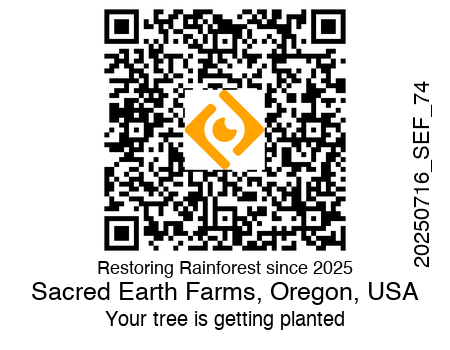 Restoring Rainforest since 2025
Sacred Earth Farms, Oregon, USA
Your tree is getting planted
20250716_SEF_74